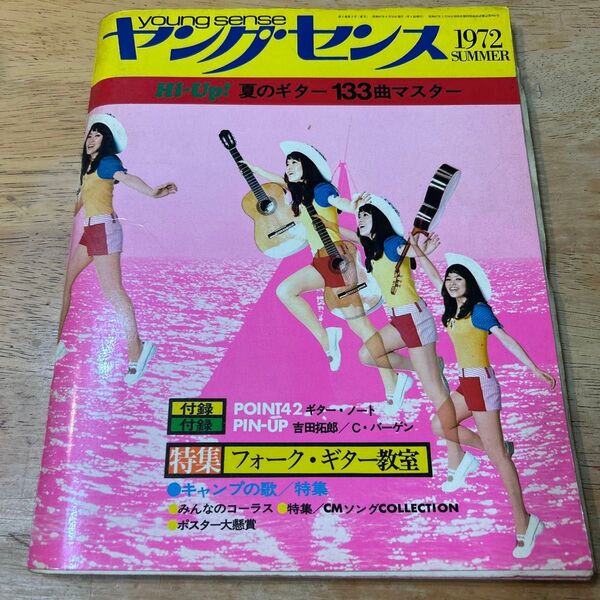 young sense
ヤング・センス
1972
SUMMER
Hi-Up! 夏のギター 133曲マスター
付録 POINT42 ギター・ノート
付録 PIN-UP 吉田拓郎／C・バーゲン
特集 フォーク・ギター教室
●キャンプの歌／特集
●みんなのコーラス ●特集／CMソングCOLLECTION
●ポスター大懸賞